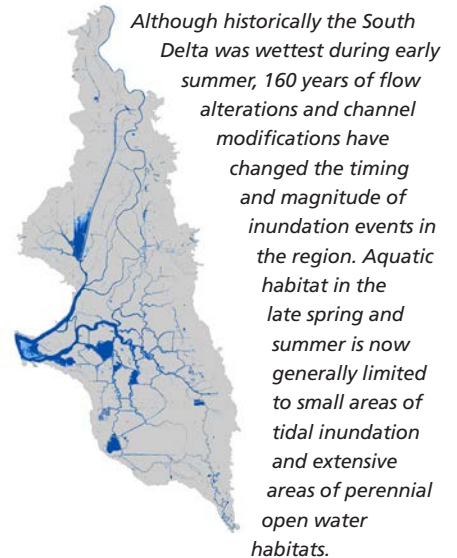 Although historically the South
Delta was wettest during early
summer, 160 years of flow
alterations and channel
modifications have
changed the timing
and magnitude of
inundation events in
the region. Aquatic
habitat in the
late spring and
summer is now
generally limited
to small areas of
tidal inundation
and extensive
areas of perennial
open water
habitats.